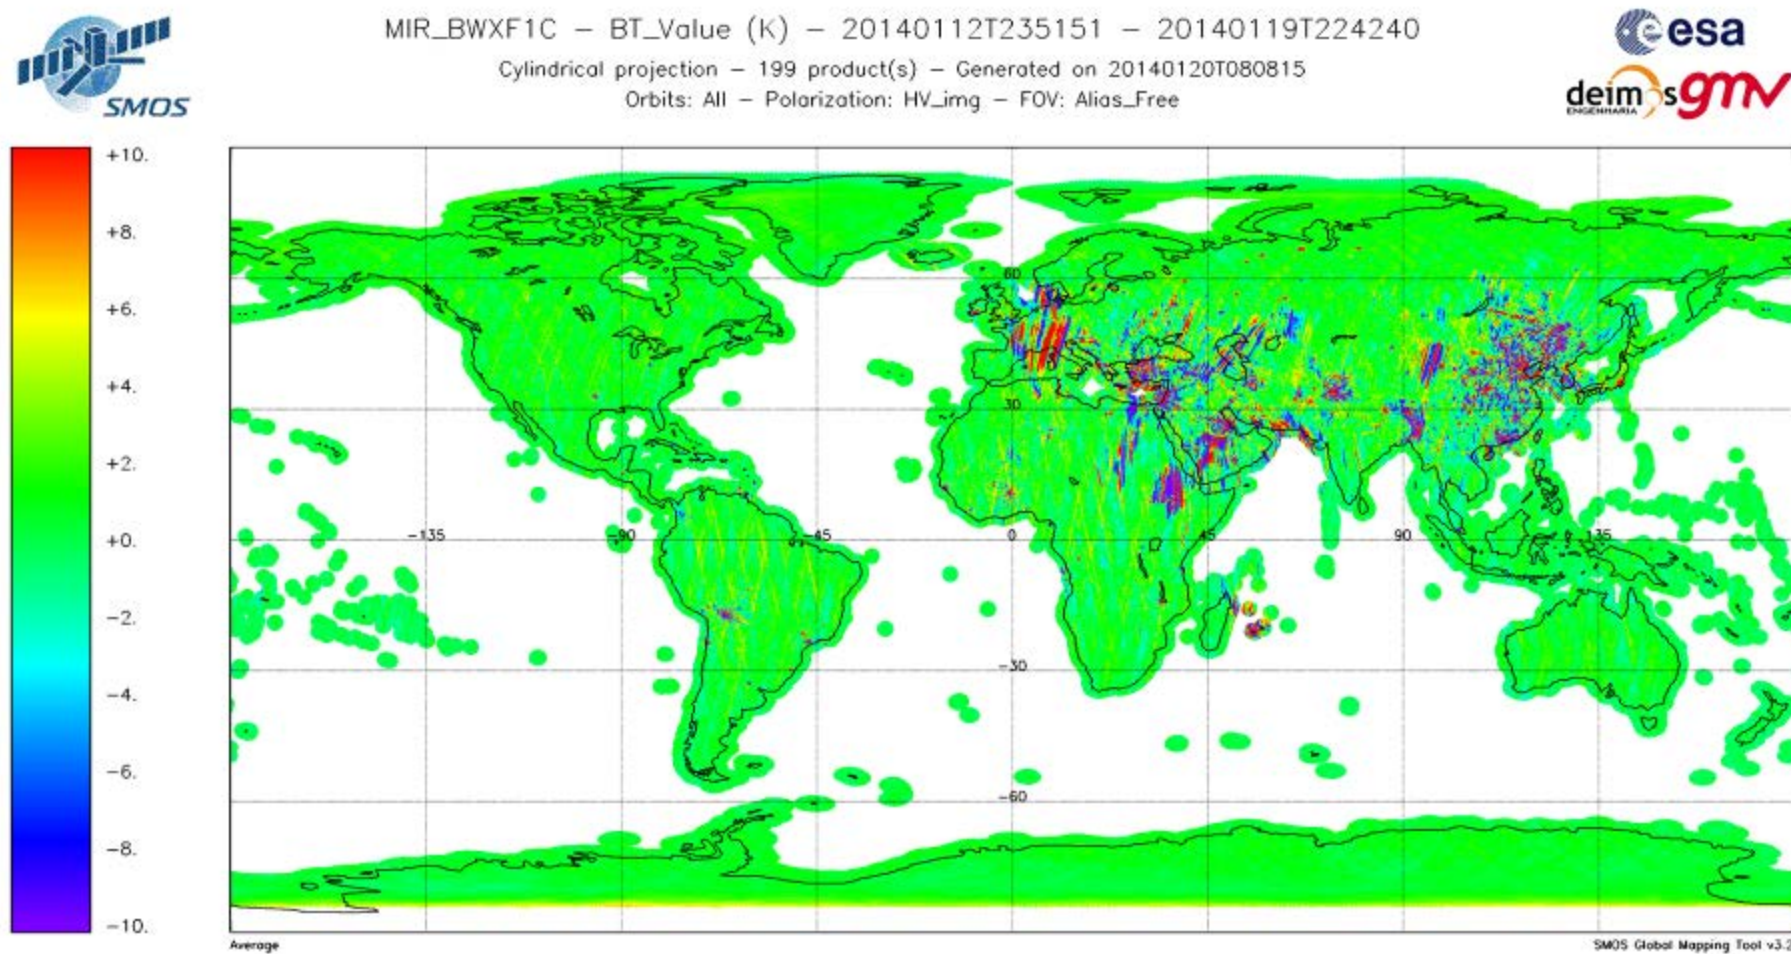 MIR_BWXF1C – BT_Value (K) – 20140112T235151 – 20140119T224240
Cylindrical projection – 199 product(s) – Generated on 20140120T080815
Orbits: All – Polarization: HV_img – FOV: Alias_Free
SMOS
esa
deimos gmv
ENGENHARIA
+10.
+8.
+6.
+4.
+2.
+0.
-2.
-4.
-6.
-8.
-10.
60
30
-135 -90 -45 0 45 90 135
-30
-60
Average
SMOS Global Mapping Tool v3.2